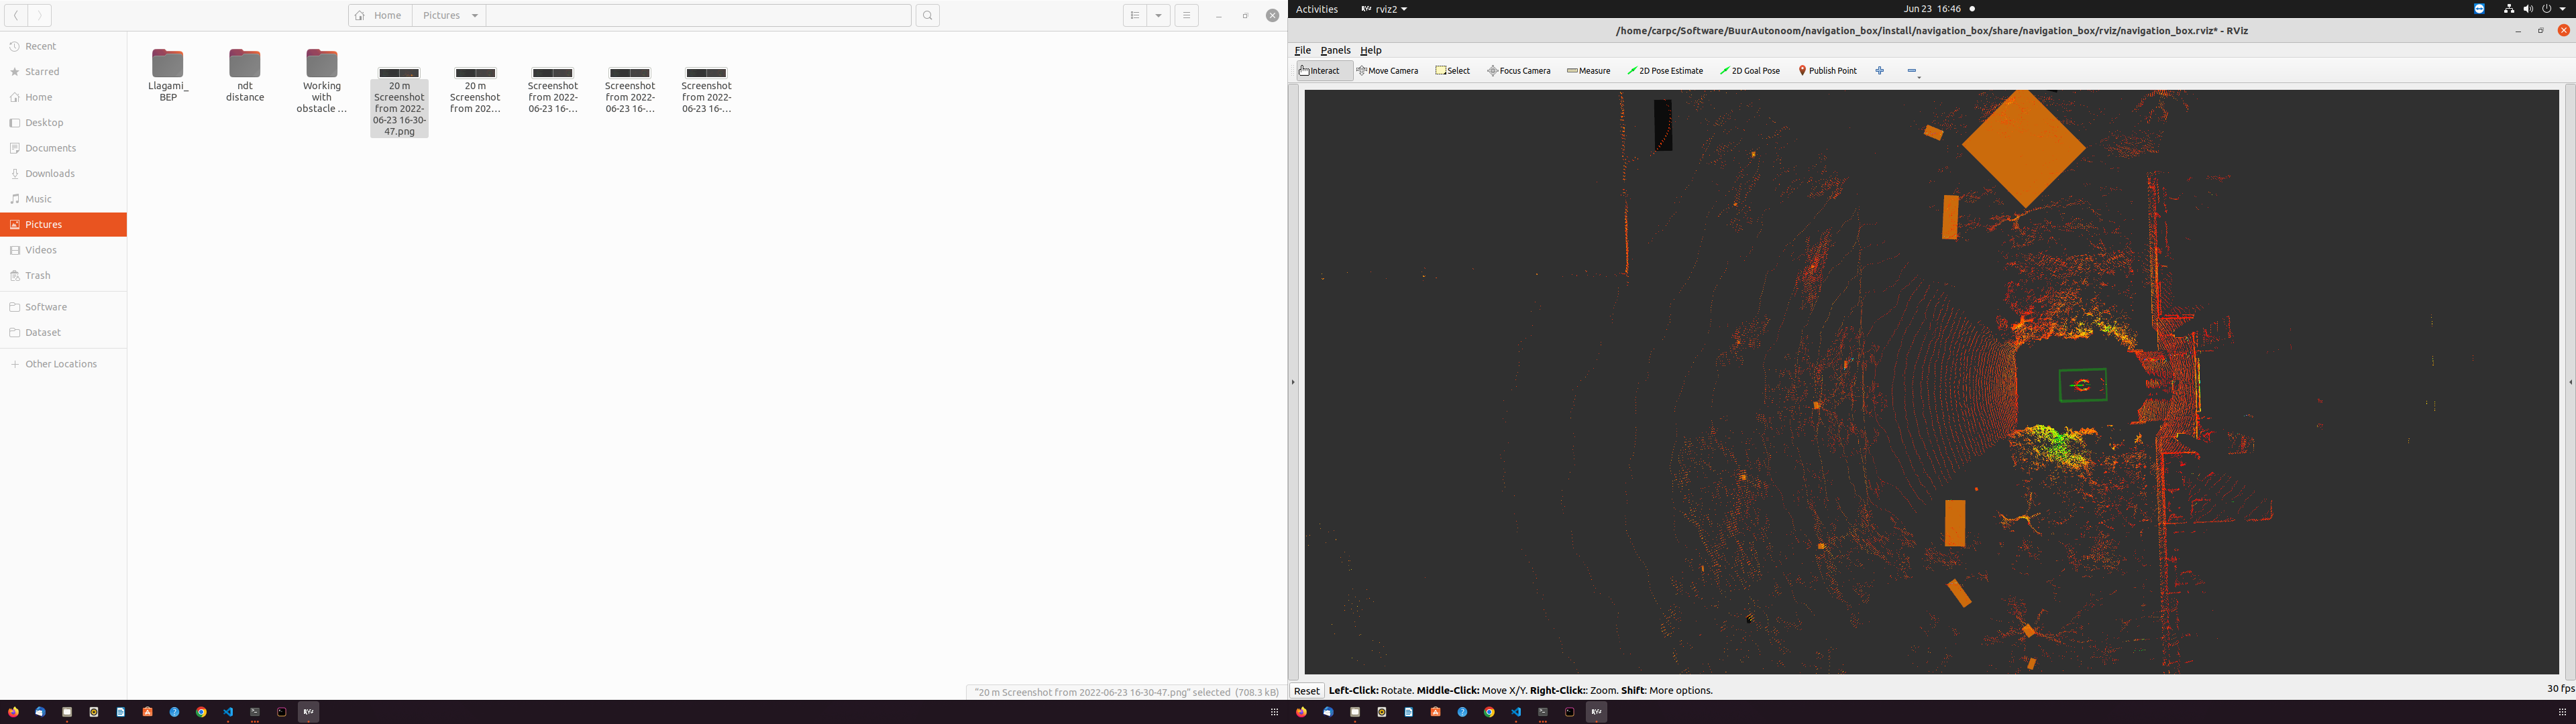 Home
Pictures
Recent
Starred
Home
Desktop
Documents
Downloads
Music
Pictures
Videos
Trash
Software
Dataset
Other Locations
Llagami_
BEP
ndt
distance
Working
with
obstacle …
20 m
Screenshot
from 2022-
06-23 16-30-
47.png
20 m
Screenshot
from 202…
Screenshot
from 2022-
06-23 16-…
Screenshot
from 2022-
06-23 16-…
Screenshot
from 2022-
06-23 16-…
"20 m Screenshot from 2022-06-23 16-30-47.png" selected (708.3 kB)
Activities
RViz rviz2
Jun 23 16:46
/home/carpc/Software/BuurAutonoom/navigation_box/install/navigation_box/share/navigation_box/rviz/navigation_box.rviz* - RViz
File Panels Help
Interact Move Camera Select Focus Camera Measure 2D Pose Estimate 2D Goal Pose Publish Point
Reset Left-Click: Rotate. Middle-Click: Move X/Y. Right-Click:: Zoom. Shift: More options.
30 fps
RViz
RViz